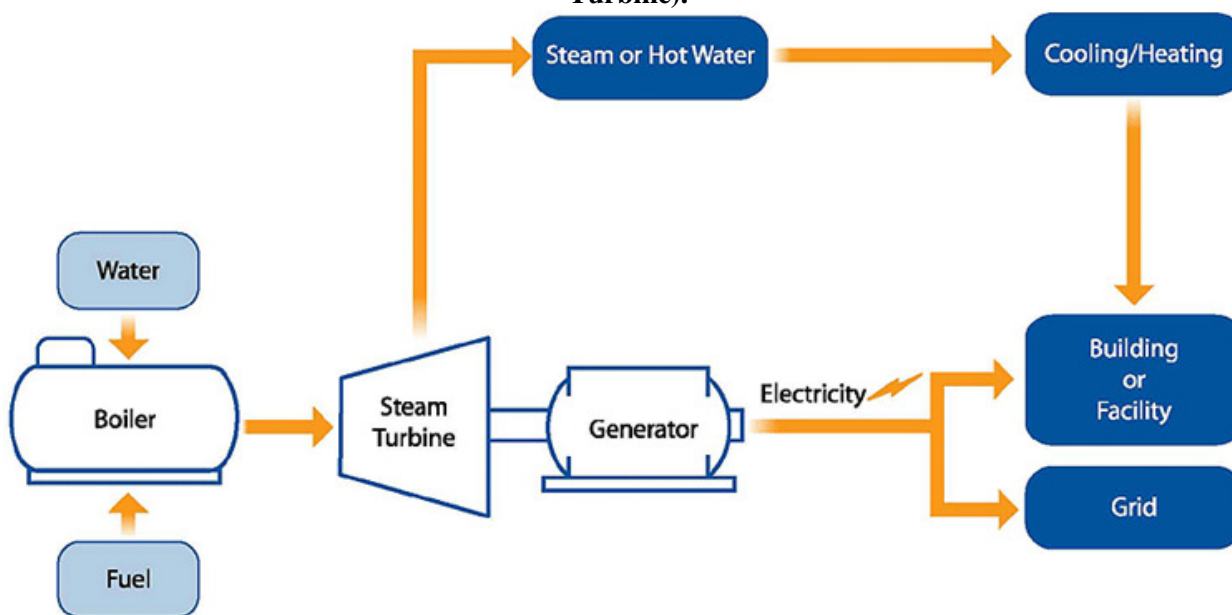 Turbine).
Steam or Hot Water
Cooling/Heating
Water
Boiler
Fuel
Steam
Turbine
Generator
Electricity
Building
or
Facility
Grid